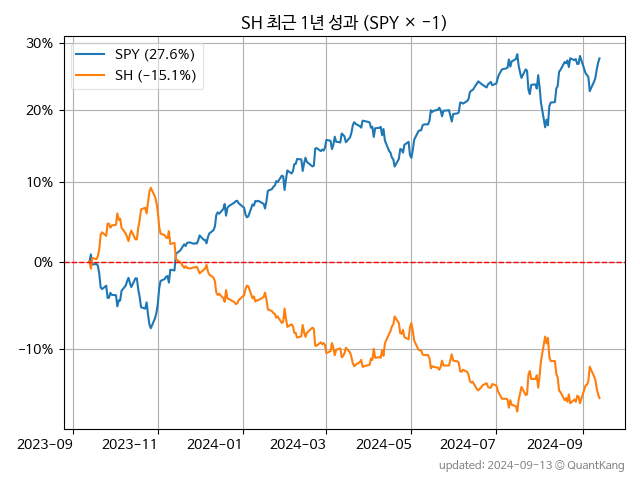 SH 최근 1년 성과 (SPY × −1)
SPY (27.6%)
SH (−15.1%)
30%
20%
10%
0%
−10%
2023-09 2023-11 2024-01 2024-03 2024-05 2024-07 2024-09
updated: 2024-09-13 @ QuantKang